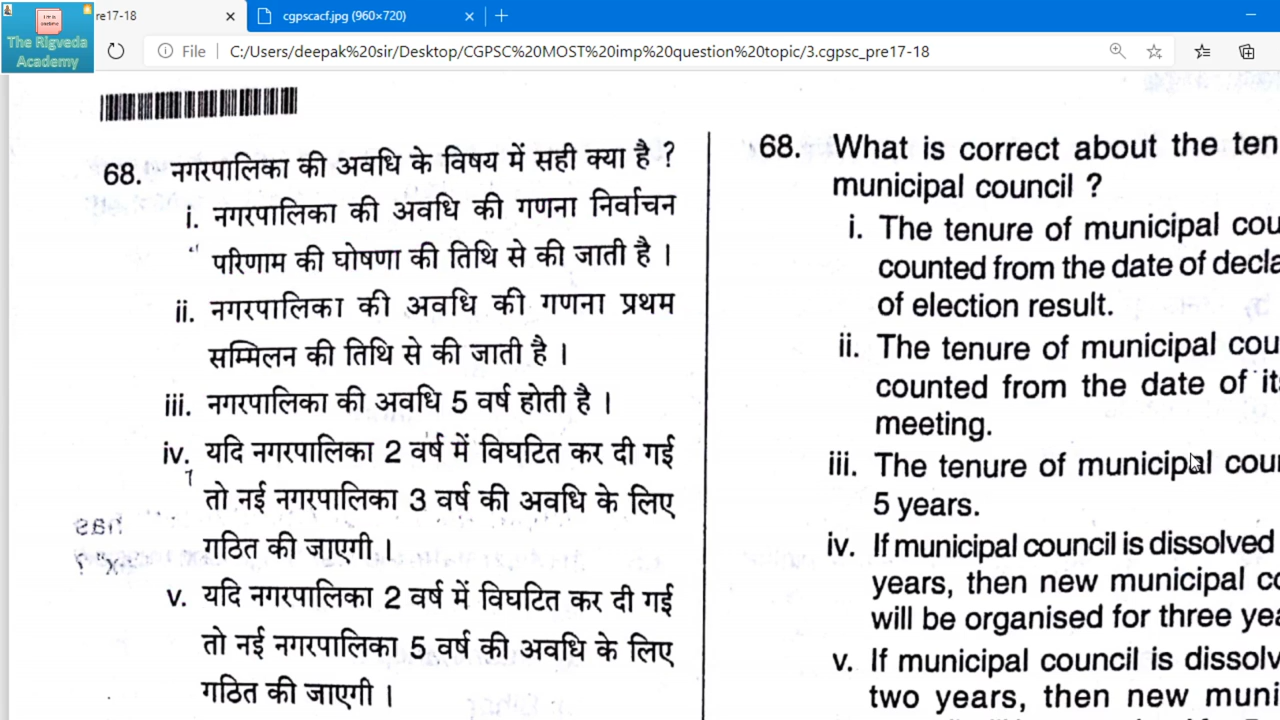 re17-18
cgpscacf.jpg (960×720)
The Rigveda
Academy
File
C:/Users/deepak%20sir/Desktop/CGPSC%20MOST%20imp%20question%20topic/3.cgpsc_pre17-18
68. नगरपालिका की अवधि के विषय में सही क्या है ?
i. नगरपालिका की अवधि की गणना निर्वाचन
परिणाम की घोषणा की तिथि से की जाती है ।
ii. नगरपालिका की अवधि की गणना प्रथम
सम्मिलन की तिथि से की जाती है ।
iii. नगरपालिका की अवधि 5 वर्ष होती है ।
iv. यदि नगरपालिका 2 वर्ष में विघटित कर दी गई
तो नई नगरपालिका 3 वर्ष की अवधि के लिए
गठित की जाएगी ।
v. यदि नगरपालिका 2 वर्ष में विघटित कर दी गई
तो नई नगरपालिका 5 वर्ष की अवधि के लिए
गठित की जाएगी ।
68. What is correct about the ten
municipal council ?
i. The tenure of municipal cou
counted from the date of decla
of election result.
ii. The tenure of municipal cou
counted from the date of its
meeting.
iii. The tenure of municipal cou
5 years.
iv. If municipal council is dissolved
years, then new municipal co
will be organised for three yea
v. If municipal council is dissolv
two years, then new muni